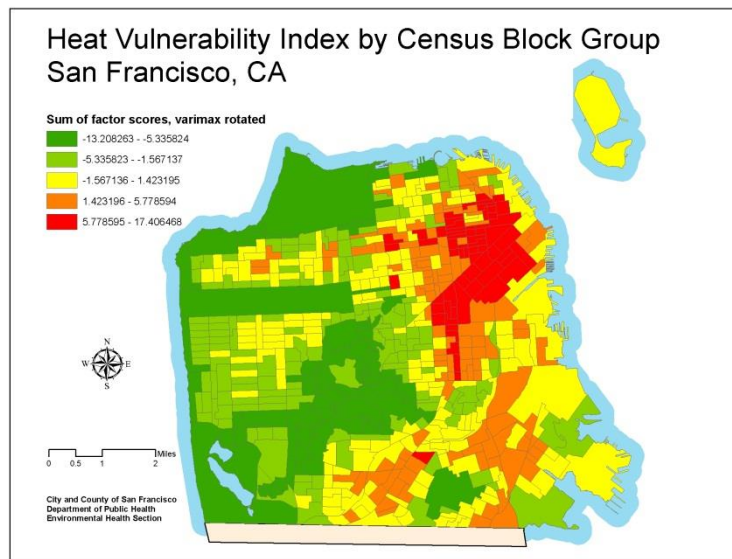 Heat Vulnerability Index by Census Block Group
San Francisco, CA
Sum of factor scores, varimax rotated
-13.208263 - -5.335824
-5.335823 - -1.567137
-1.567136 - 1.423195
1.423196 - 5.778594
5.778595 - 17.406468
N
W E
S
Miles
0 0.5 1 2
City and County of San Francisco
Department of Public Health
Environmental Health Section